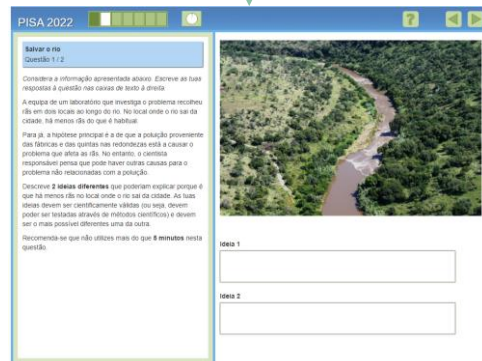 PISA 2022
?
Salvar o rio
Questão 1 / 2
Considera a informação apresentada abaixo. Escreve as tuas
respostas à questão nas caixas de texto à direita.
A equipa de um laboratório que investiga o problema recolheu
rãs em dois locais ao longo do rio. No local onde o rio sai da
cidade, há menos rãs do que é habitual.
Para já, a hipótese principal é a de que a poluição proveniente
das fábricas e das quintas nas redondezas está a causar o
problema que afeta as rãs. No entanto, o cientista
responsável pensa que pode haver outras causas para o
problema não relacionadas com a poluição.
Descreve 2 ideias diferentes que poderiam explicar porque é
que há menos rãs no local onde o rio sai da cidade. As tuas
ideias devem ser cientificamente válidas (ou seja, devem
poder ser testadas através de métodos científicos) e devem
ser o mais possível diferentes uma da outra.
Recomenda-se que não utilizes mais do que 5 minutos nesta
questão.
Ideia 1
Ideia 2